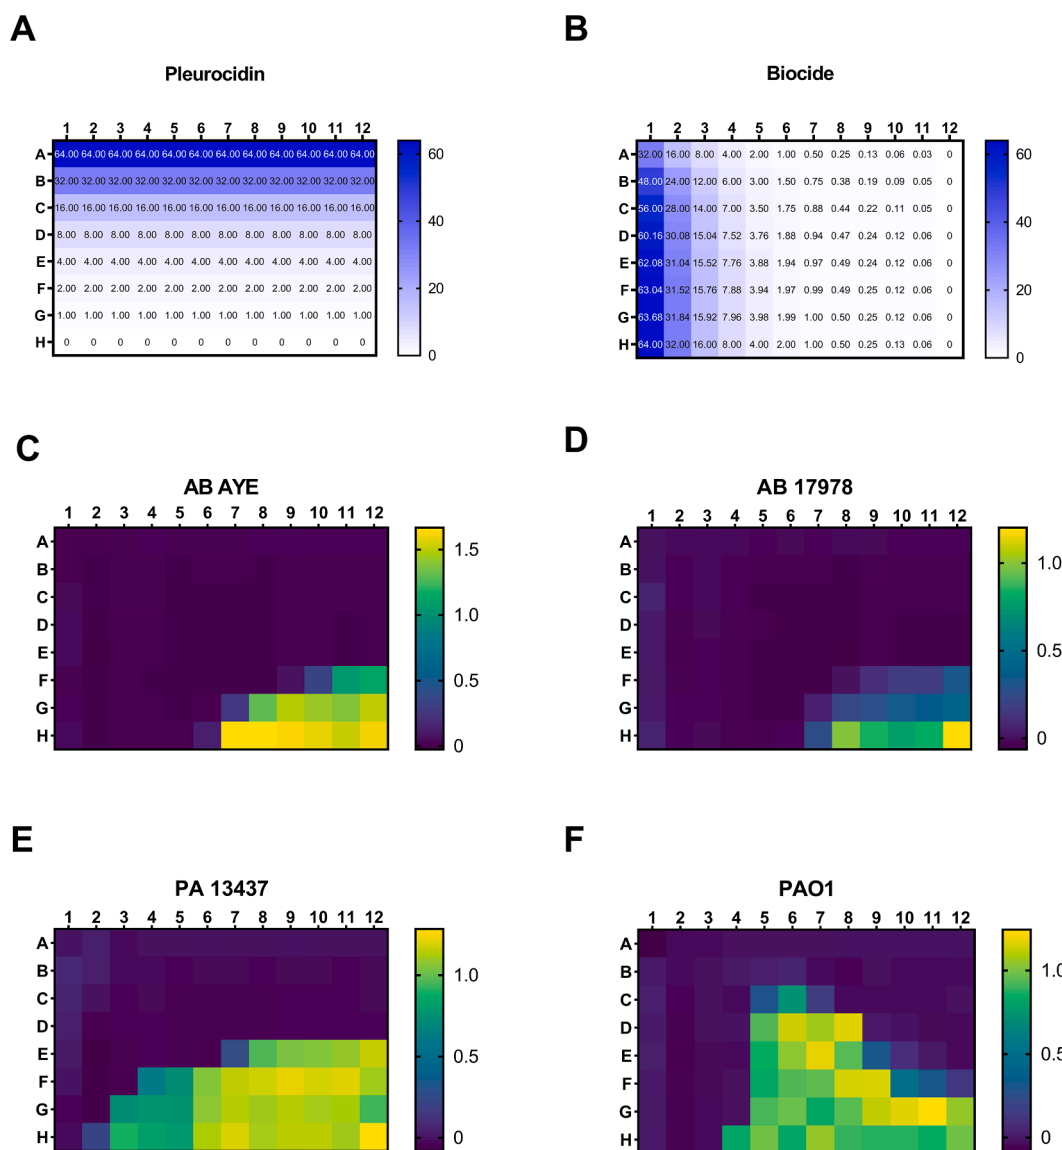 A
B
Pleurocidin
Biocide
1 2 3 4 5 6 7 8 9 10 11 12
A 64.00 64.00 64.00 64.00 64.00 64.00 64.00 64.00 64.00 64.00 64.00 64.00
B 32.00 32.00 32.00 32.00 32.00 32.00 32.00 32.00 32.00 32.00 32.00 32.00
C 16.00 16.00 16.00 16.00 16.00 16.00 16.00 16.00 16.00 16.00 16.00 16.00
D 8.00 8.00 8.00 8.00 8.00 8.00 8.00 8.00 8.00 8.00 8.00 8.00
E 4.00 4.00 4.00 4.00 4.00 4.00 4.00 4.00 4.00 4.00 4.00 4.00
F 2.00 2.00 2.00 2.00 2.00 2.00 2.00 2.00 2.00 2.00 2.00 2.00
G 1.00 1.00 1.00 1.00 1.00 1.00 1.00 1.00 1.00 1.00 1.00 1.00
H 0 0 0 0 0 0 0 0 0 0 0 0
60
40
20
0
1 2 3 4 5 6 7 8 9 10 11 12
A 32.00 16.00 8.00 4.00 2.00 1.00 0.50 0.25 0.13 0.06 0.03 0
B 48.00 24.00 12.00 6.00 3.00 1.50 0.75 0.38 0.19 0.09 0.05 0
C 56.00 28.00 14.00 7.00 3.50 1.75 0.88 0.44 0.22 0.11 0.05 0
D 60.16 30.08 15.04 7.52 3.76 1.88 0.94 0.47 0.24 0.12 0.06 0
E 62.08 31.04 15.52 7.76 3.88 1.94 0.97 0.49 0.24 0.12 0.06 0
F 63.04 31.52 15.76 7.88 3.94 1.97 0.99 0.49 0.25 0.12 0.06 0
G 63.68 31.84 15.92 7.96 3.98 1.99 1.00 0.50 0.25 0.12 0.06 0
H 64.00 32.00 16.00 8.00 4.00 2.00 1.00 0.50 0.25 0.13 0.06 0
60
40
20
0
C
D
AB AYE
AB 17978
1 2 3 4 5 6 7 8 9 10 11 12
A
B
C
D
E
F
G
H
1.5
1.0
0.5
0
1 2 3 4 5 6 7 8 9 10 11 12
A
B
C
D
E
F
G
H
1.0
0.5
0
E
F
PA 13437
PAO1
1 2 3 4 5 6 7 8 9 10 11 12
A
B
C
D
E
F
G
H
1.0
0.5
0
1 2 3 4 5 6 7 8 9 10 11 12
A
B
C
D
E
F
G
H
1.0
0.5
0